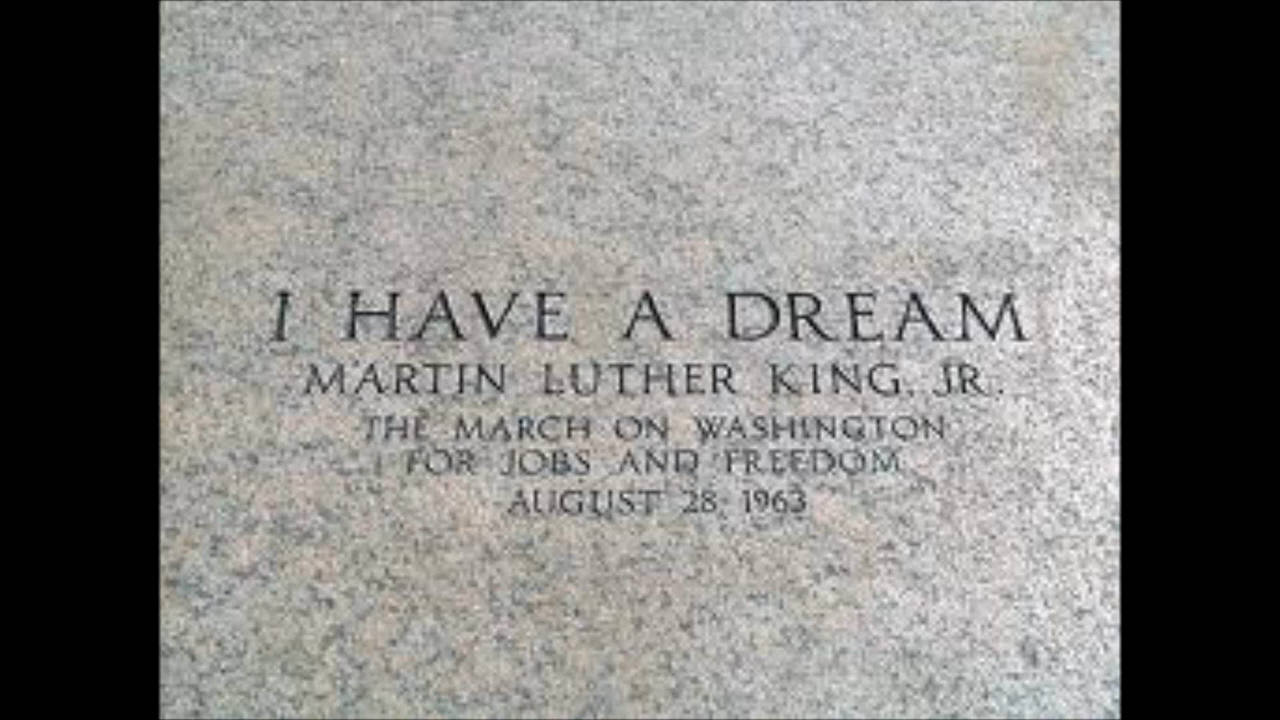 I HAVE A DREAM
MARTIN LUTHER KING, JR.
THE MARCH ON WASHINGTON
FOR JOBS AND FREEDOM
AUGUST 28, 1963